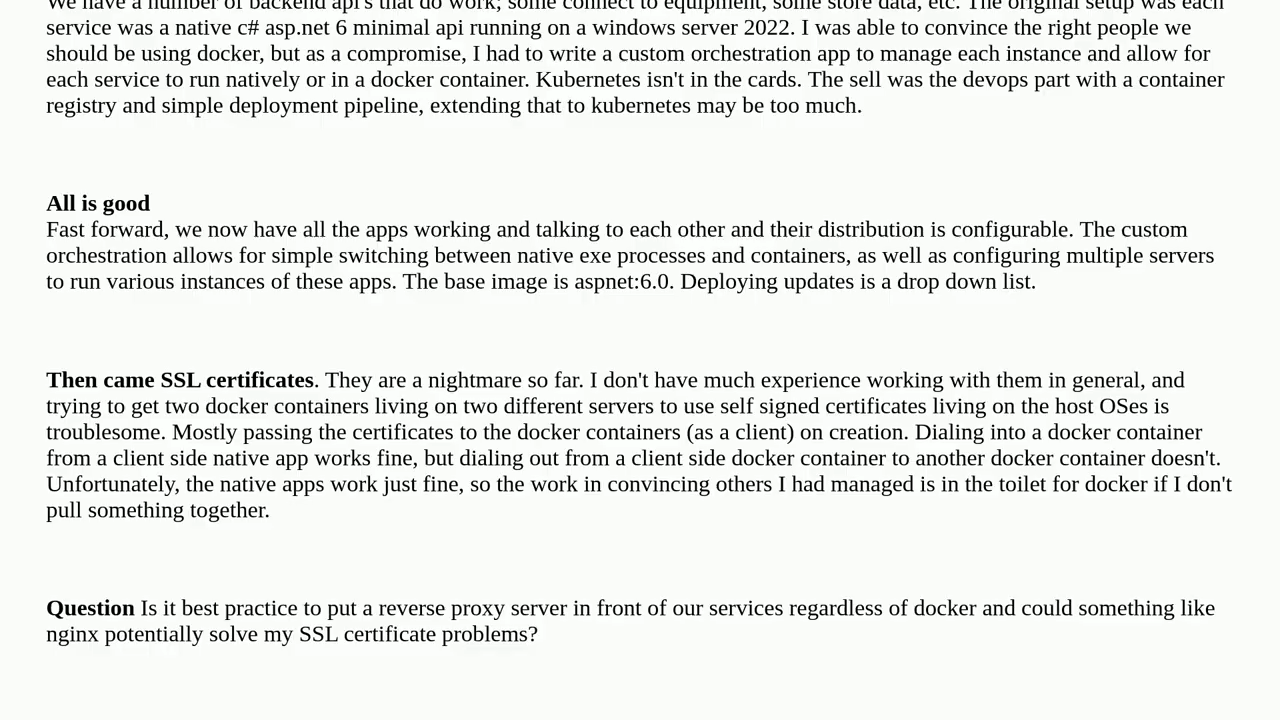 We have a number of backend api's that do work; some connect to equipment, some store data, etc. The original setup was each
service was a native c# asp.net 6 minimal api running on a windows server 2022. I was able to convince the right people we
should be using docker, but as a compromise, I had to write a custom orchestration app to manage each instance and allow for
each service to run natively or in a docker container. Kubernetes isn't in the cards. The sell was the devops part with a container
registry and simple deployment pipeline, extending that to kubernetes may be too much.
All is good
Fast forward, we now have all the apps working and talking to each other and their distribution is configurable. The custom
orchestration allows for simple switching between native exe processes and containers, as well as configuring multiple servers
to run various instances of these apps. The base image is aspnet:6.0. Deploying updates is a drop down list.
Then came SSL certificates. They are a nightmare so far. I don't have much experience working with them in general, and
trying to get two docker containers living on two different servers to use self signed certificates living on the host OSes is
troublesome. Mostly passing the certificates to the docker containers (as a client) on creation. Dialing into a docker container
from a client side native app works fine, but dialing out from a client side docker container to another docker container doesn't.
Unfortunately, the native apps work just fine, so the work in convincing others I had managed is in the toilet for docker if I don't
pull something together.
Question Is it best practice to put a reverse proxy server in front of our services regardless of docker and could something like
nginx potentially solve my SSL certificate problems?